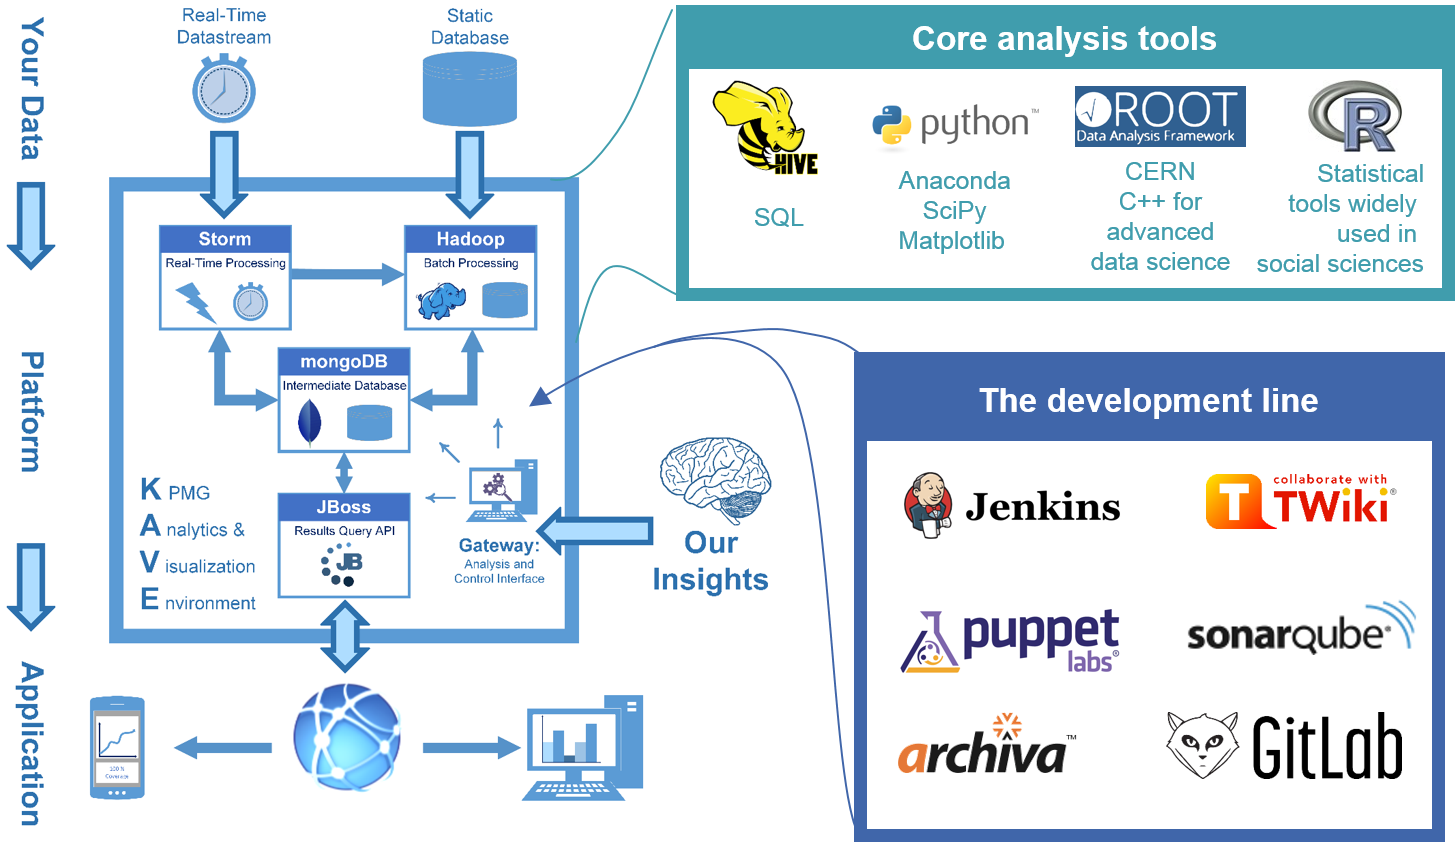 Your Data
Platform
Application
Real-Time
Datastream
Static
Database
Storm
Real-Time Processing
Hadoop
Batch Processing
mongoDB
Intermediate Database
JBoss
Results Query API
JB
K PMG
A nalytics &
V isualization
E nvironment
Gateway:
Analysis and
Control Interface
Our
Insights
Core analysis tools
HIVE
SQL
python™
Anaconda
SciPy
Matplotlib
ROOT
Data Analysis Framework
CERN
C++ for
advanced
data science
R
Statistical
tools widely
used in
social sciences
The development line
Jenkins
collaborate with
T TWiki®
puppet
labs®
sonarqube®
archiva™
GitLab